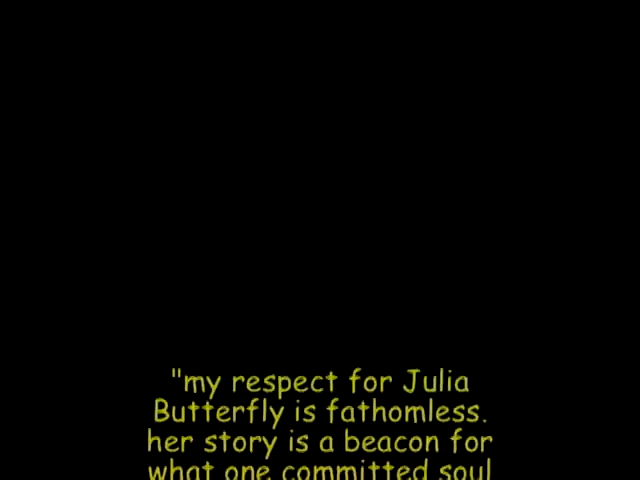 "my respect for Julia
Butterfly is fathomless.
her story is a beacon for
what one committed soul